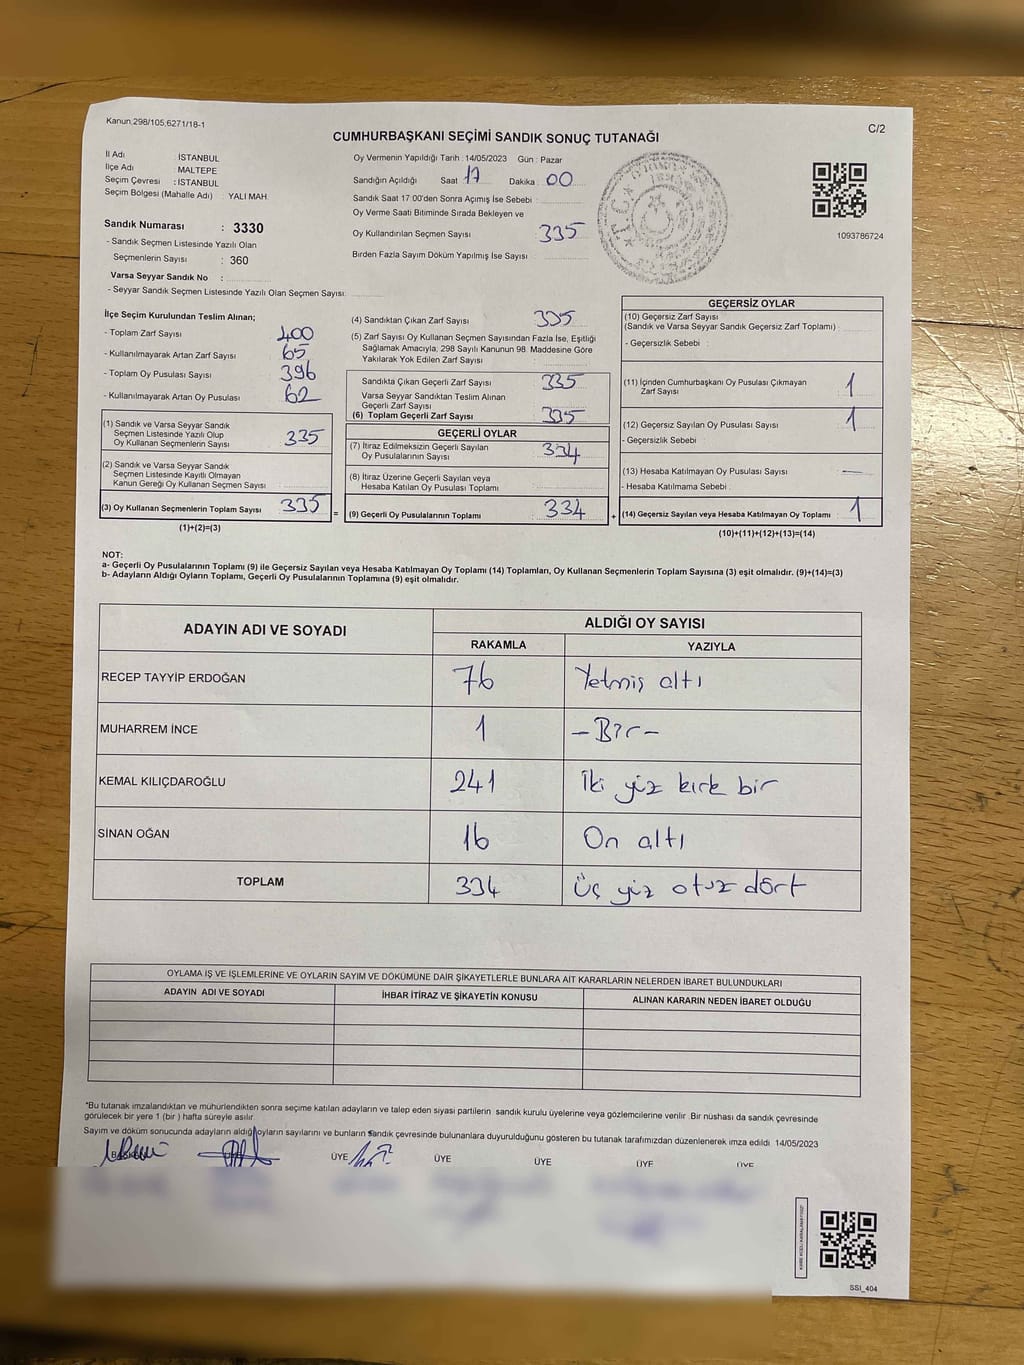 Kanun:298/105,6271/18-1
C/2
CUMHURBAŞKANI SEÇİMİ SANDIK SONUÇ TUTANAĞI
İl Adı : İSTANBUL
İlçe Adı : MALTEPE
Seçim Çevresi : İSTANBUL
Seçim Bölgesi (Mahalle Adı) : YALI MAH.
Sandık Numarası : 3330
- Sandık Seçmen Listesinde Yazılı Olan
Seçmenlerin Sayısı : 360
Varsa Seyyar Sandık No :
- Seyyar Sandık Seçmen Listesinde Yazılı Olan Seçmen Sayısı:
Oy Vermenin Yapıldığı Tarih : 14/05/2023 Gün : Pazar
Sandığın Açıldığı Saat 17 Dakika : 00
Sandık Saat 17:00'den Sonra Açımış İse Sebebi :
Oy Verme Saati Bitiminde Sırada Bekleyen ve
Oy Kullandırılan Seçmen Sayısı : 335
Birden Fazla Sayım Döküm Yapılmış İse Sayısı :
1093786724
İlçe Seçim Kurulundan Teslim Alınan;
- Toplam Zarf Sayısı : 400
- Kullanılmayarak Artan Zarf Sayısı : 65
- Toplam Oy Pusulası Sayısı : 396
- Kullanılmayarak Artan Oy Pusulası : 62
(1) Sandık ve Varsa Seyyar Sandık
Seçmen Listesinde Yazılı Olup
Oy Kullanan Seçmenlerin Sayısı : 335
(2) Sandık ve Varsa Seyyar Sandık
Seçmen Listesinde Kayıtlı Olmayan
Kanun Gereği Oy Kullanan Seçmen Sayısı :
(3) Oy Kullanan Seçmenlerin Toplam Sayısı : 335
(1)+(2)=(3)
(4) Sandıktan Çıkan Zarf Sayısı : 335
(5) Zarf Sayısı Oy Kullanan Seçmen Sayısından Fazla İse, Eşitliği
Sağlamak Amacıyla; 298 Sayılı Kanunun 98. Maddesine Göre
Yakılarak Yok Edilen Zarf Sayısı :
Sandıkta Çıkan Geçerli Zarf Sayısı : 335
Varsa Seyyar Sandıktan Teslim Alınan
Geçerli Zarf Sayısı :
(6) Toplam Geçerli Zarf Sayısı : 335
GEÇERLİ OYLAR
(7) İtiraz Edilmeksizin Geçerli Sayılan
Oy Pusulalarının Sayısı : 334
(8) İtiraz Üzerine Geçerli Sayılan veya
Hesaba Katılan Oy Pusulası Toplamı :
= (9) Geçerli Oy Pusulalarının Toplamı : 334
GEÇERSİZ OYLAR
(10) Geçersiz Zarf Sayısı
(Sandık ve Varsa Seyyar Sandık Geçersiz Zarf Toplamı) :
- Geçersizlik Sebebi :
(11) İçinden Cumhurbaşkanı Oy Pusulası Çıkmayan
Zarf Sayısı : 1
(12) Geçersiz Sayılan Oy Pusulası Sayısı : 1
- Geçersizlik Sebebi :
(13) Hesaba Katılmayan Oy Pusulası Sayısı : —
- Hesaba Katılmama Sebebi :
+ (14) Geçersiz Sayılan veya Hesaba Katılmayan Oy Toplamı : 1
(10)+(11)+(12)+(13)=(14)
NOT:
a- Geçerli Oy Pusulalarının Toplamı (9) ile Geçersiz Sayılan veya Hesaba Katılmayan Oy Toplamı (14) Toplamları, Oy Kullanan Seçmenlerin Toplam Sayısına (3) eşit olmalıdır. (9)+(14)=(3)
b- Adayların Aldığı Oyların Toplamı, Geçerli Oy Pusulalarının Toplamına (9) eşit olmalıdır.
ADAYIN ADI VE SOYADI ALDIĞI OY SAYISI
RAKAMLA YAZIYLA
RECEP TAYYİP ERDOĞAN 76 Yetmiş altı
MUHARREM İNCE 1 -Bir-
KEMAL KILIÇDAROĞLU 241 İki yüz kırk bir
SİNAN OĞAN 16 On altı
TOPLAM 334 Üç yüz otuz dört
OYLAMA İŞ VE İŞLEMLERİNE VE OYLARIN SAYIM VE DÖKÜMÜNE DAİR ŞİKAYETLERLE BUNLARA AİT KARARLARIN NELERDEN İBARET BULUNDUKLARI
ADAYIN ADI VE SOYADI İHBAR İTİRAZ VE ŞİKAYETİN KONUSU ALINAN KARARIN NEDEN İBARET OLDUĞU
*Bu tutanak imzalandıktan ve mühürlendikten sonra seçime katılan adayların ve talep eden siyasi partilerin sandık kurulu üyelerine veya gözlemcilerine verilir. Bir nüshası da sandık çevresinde
görülecek bir yere 1 (bir ) hafta süreyle asılır.
Sayım ve döküm sonucunda adayların aldığı oyların sayılarını ve bunların sandık çevresinde bulunanlara duyurulduğunu gösteren bu tutanak tarafımızdan düzenlenerek imza edildi. 14/05/2023
ÜYE ÜYE ÜYE ÜYE ÜYE
SSI_404